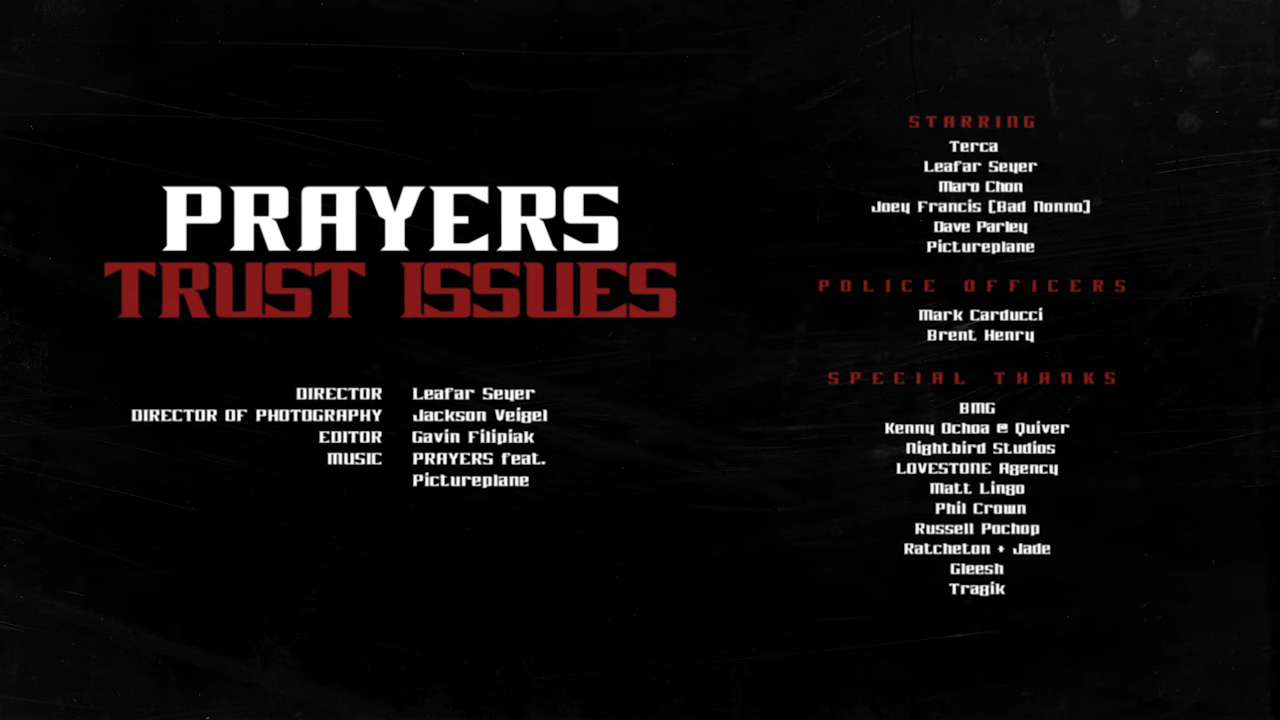 PRAYERS
TRUST ISSUES
DIRECTOR Leafar Seyer
DIRECTOR OF PHOTOGRAPHY Jackson Veigel
EDITOR Gavin Filipiak
MUSIC PRAYERS feat.
Pictureplane
STARRING
Terca
Leafar Seyer
Maro Chon
Joey Francis [Bad Nonno]
Dave Parley
Pictureplane
POLICE OFFICERS
Mark Carducci
Brent Henry
SPECIAL THANKS
BMG
Kenny Ochoa @ Quiver
Nightbird Studios
LOVESTONE Agency
Matt Lingo
Phil Crown
Russell Pochop
Ratcheton + Jade
Gleesh
Tragik